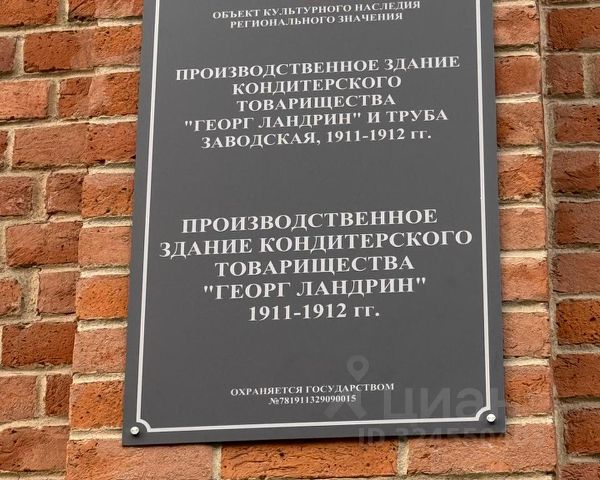 ОБЪЕКТ КУЛЬТУРНОГО НАСЛЕДИЯ
РЕГИОНАЛЬНОГО ЗНАЧЕНИЯ
ПРОИЗВОДСТВЕННОЕ ЗДАНИЕ
КОНДИТЕРСКОГО
ТОВАРИЩЕСТВА
"ГЕОРГ ЛАНДРИН" И ТРУБА
ЗАВОДСКАЯ, 1911-1912 гг.
ПРОИЗВОДСТВЕННОЕ
ЗДАНИЕ КОНДИТЕРСКОГО
ТОВАРИЩЕСТВА
"ГЕОРГ ЛАНДРИН"
1911-1912 гг.
ОХРАНЯЕТСЯ ГОСУДАРСТВОМ
№781911329090015
циан